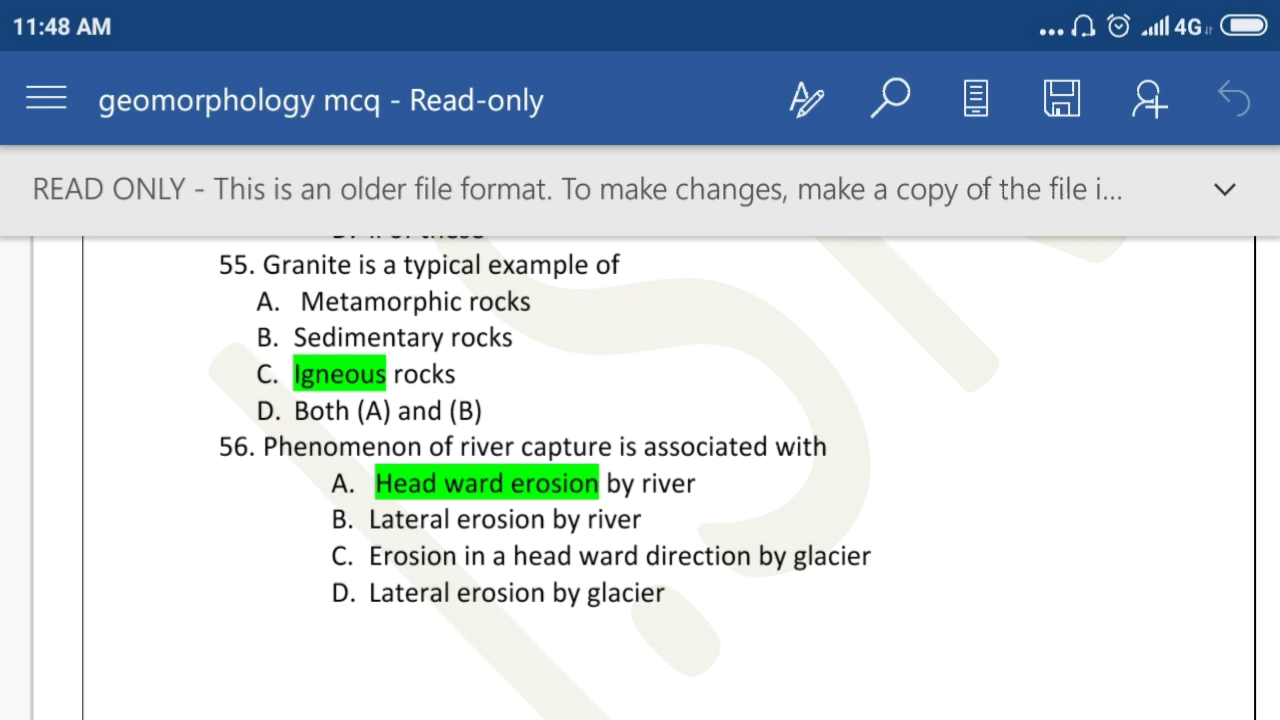 11:48 AM
4G
geomorphology mcq - Read-only
READ ONLY - This is an older file format. To make changes, make a copy of the file i...
55. Granite is a typical example of
A. Metamorphic rocks
B. Sedimentary rocks
C. Igneous rocks
D. Both (A) and (B)
56. Phenomenon of river capture is associated with
A. Head ward erosion by river
B. Lateral erosion by river
C. Erosion in a head ward direction by glacier
D. Lateral erosion by glacier